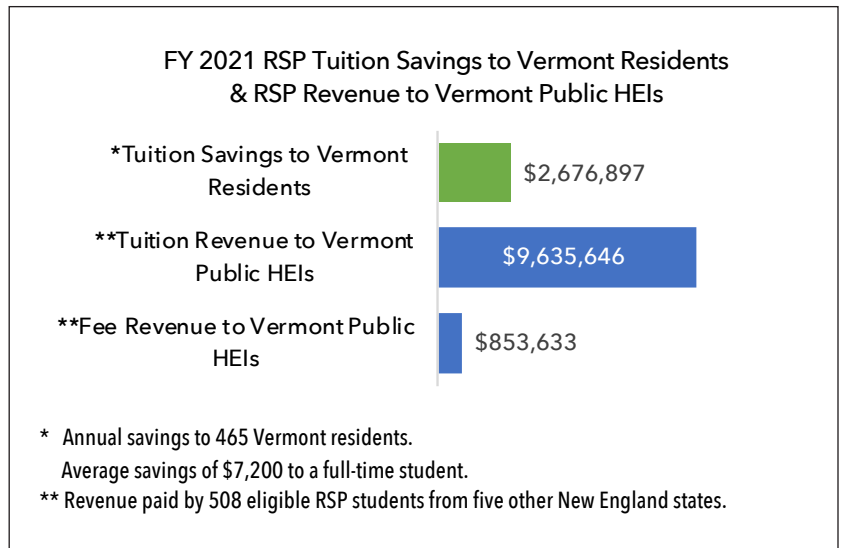 FY 2021 RSP Tuition Savings to Vermont Residents
& RSP Revenue to Vermont Public HEIs
*Tuition Savings to Vermont
Residents
$2,676,897
**Tuition Revenue to Vermont
Public HEIs
$9,635,646
**Fee Revenue to Vermont Public
HEIs
$853,633
* Annual savings to 465 Vermont residents.
Average savings of $7,200 to a full-time student.
** Revenue paid by 508 eligible RSP students from five other New England states.